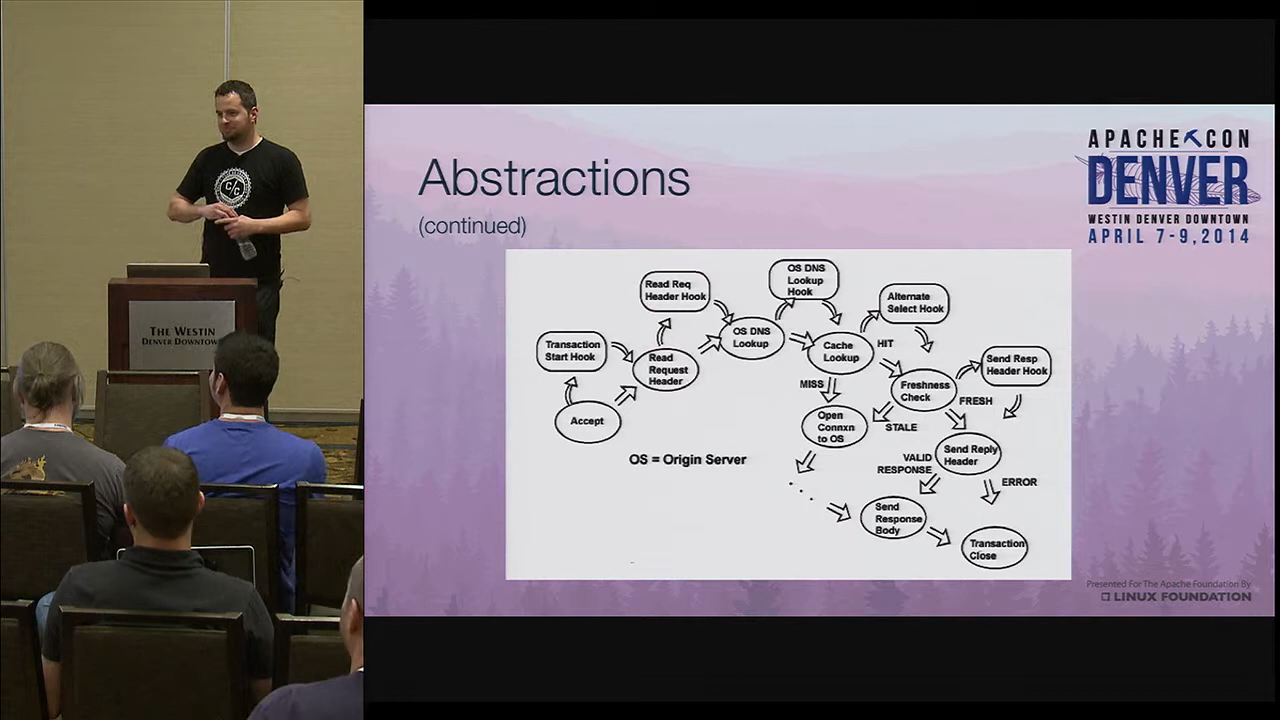 C/C
THE WESTIN
DENVER DOWNTOWN
Abstractions
(continued)
APACHE CON
DENVER
WESTIN DENVER DOWNTOWN
APRIL 7-9, 2014
OS DNS
Lookup
Hook
Read Req
Header Hook
Alternate
Select Hook
Transaction
Start Hook
OS DNS
Lookup
Cache
Lookup
HIT
Send Resp
Header Hook
Read
Request
Header
MISS
Freshness
Check
FRESH
Accept
Open
Connxn
to OS
STALE
OS = Origin Server
VALID
RESPONSE
Send Reply
Header
ERROR
Send
Response
Body
Transaction
Close
Presented For The Apache Foundation By
LINUX FOUNDATION